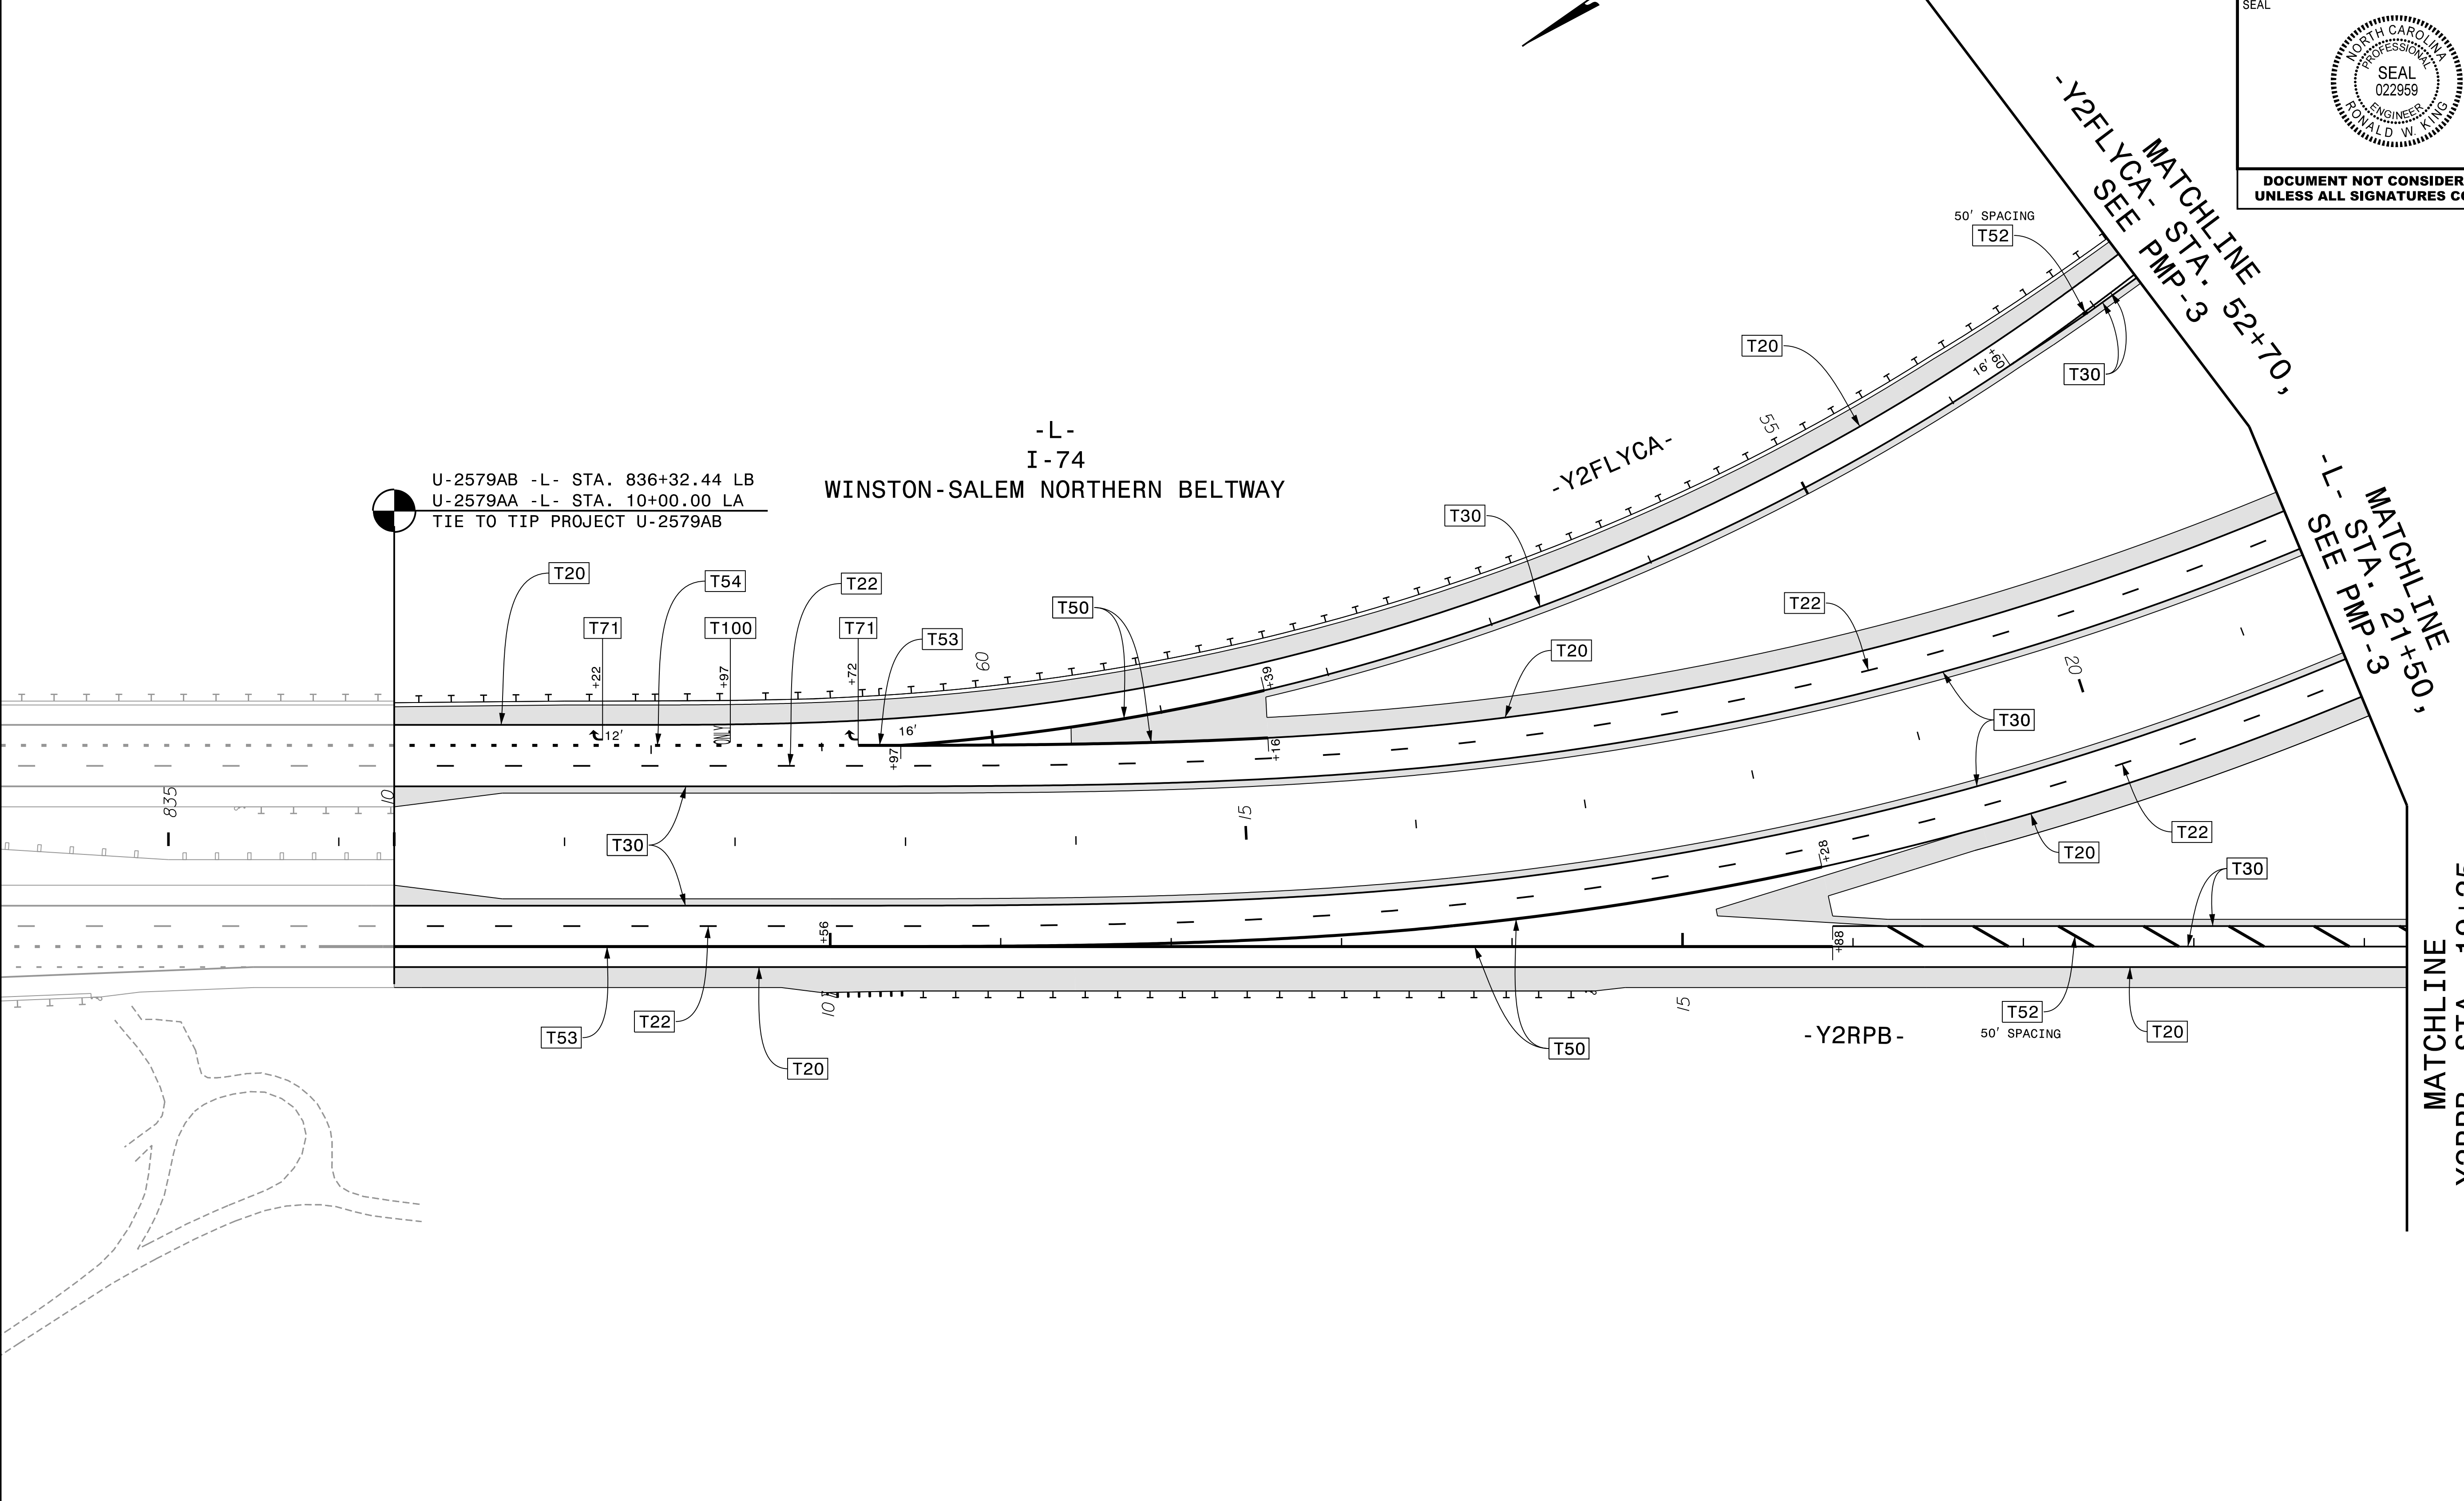 SEAL
NORTH CAROLINA
PROFESSIONAL
SEAL
022959
ENGINEER
RONALD W. KING
DOCUMENT NOT CONSIDER
UNLESS ALL SIGNATURES CO
MATCHLINE
-Y2FLYCA- STA. 52+70,
SEE PMP-3
50' SPACING
T52
T20
T30
+60
16'
55
-Y2FLYCA-
-L-
I-74
WINSTON-SALEM NORTHERN BELTWAY
U-2579AB -L- STA. 836+32.44 LB
U-2579AA -L- STA. 10+00.00 LA
TIE TO TIP PROJECT U-2579AB
MATCHLINE
-L- STA. 21+50,
SEE PMP-3
T30
T20
T54
T22
T50
T22
T71
T100
T71
T53
T20
+22
+97
+72
60
+39
20
12'
ONLY
16'
+97
+16
T30
835
10
15
T30
T22
T20
+28
T30
+56
+88
10
15
T53
T22
T20
T50
-Y2RPB-
T52
50' SPACING
T20
MATCHLINE